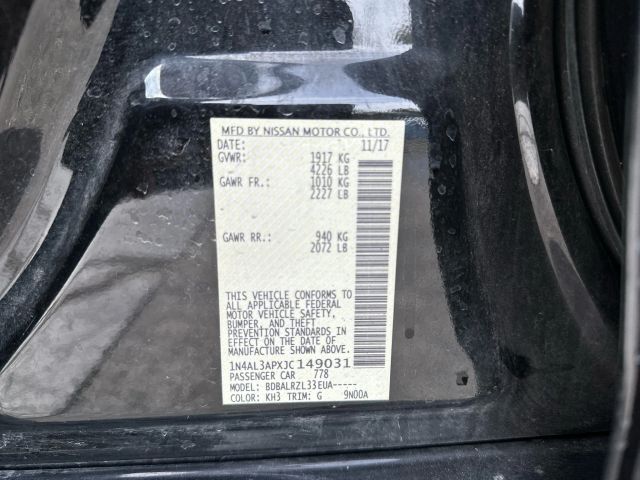 MFD BY NISSAN MOTOR CO., LTD.
DATE: 11/17
GVWR: 1917 KG
4226 LB
GAWR FR.: 1010 KG
2227 LB
GAWR RR.: 940 KG
2072 LB
THIS VEHICLE CONFORMS TO
ALL APPLICABLE FEDERAL
MOTOR VEHICLE SAFETY,
BUMPER, AND THEFT
PREVENTION STANDARDS IN
EFFECT ON THE DATE OF
MANUFACTURE SHOWN ABOVE.
1N4AL3APXJC149031
PASSENGER CAR 778
MODEL: BDBALRZL33EUA-----
COLOR: KH3 TRIM: G 9N00A